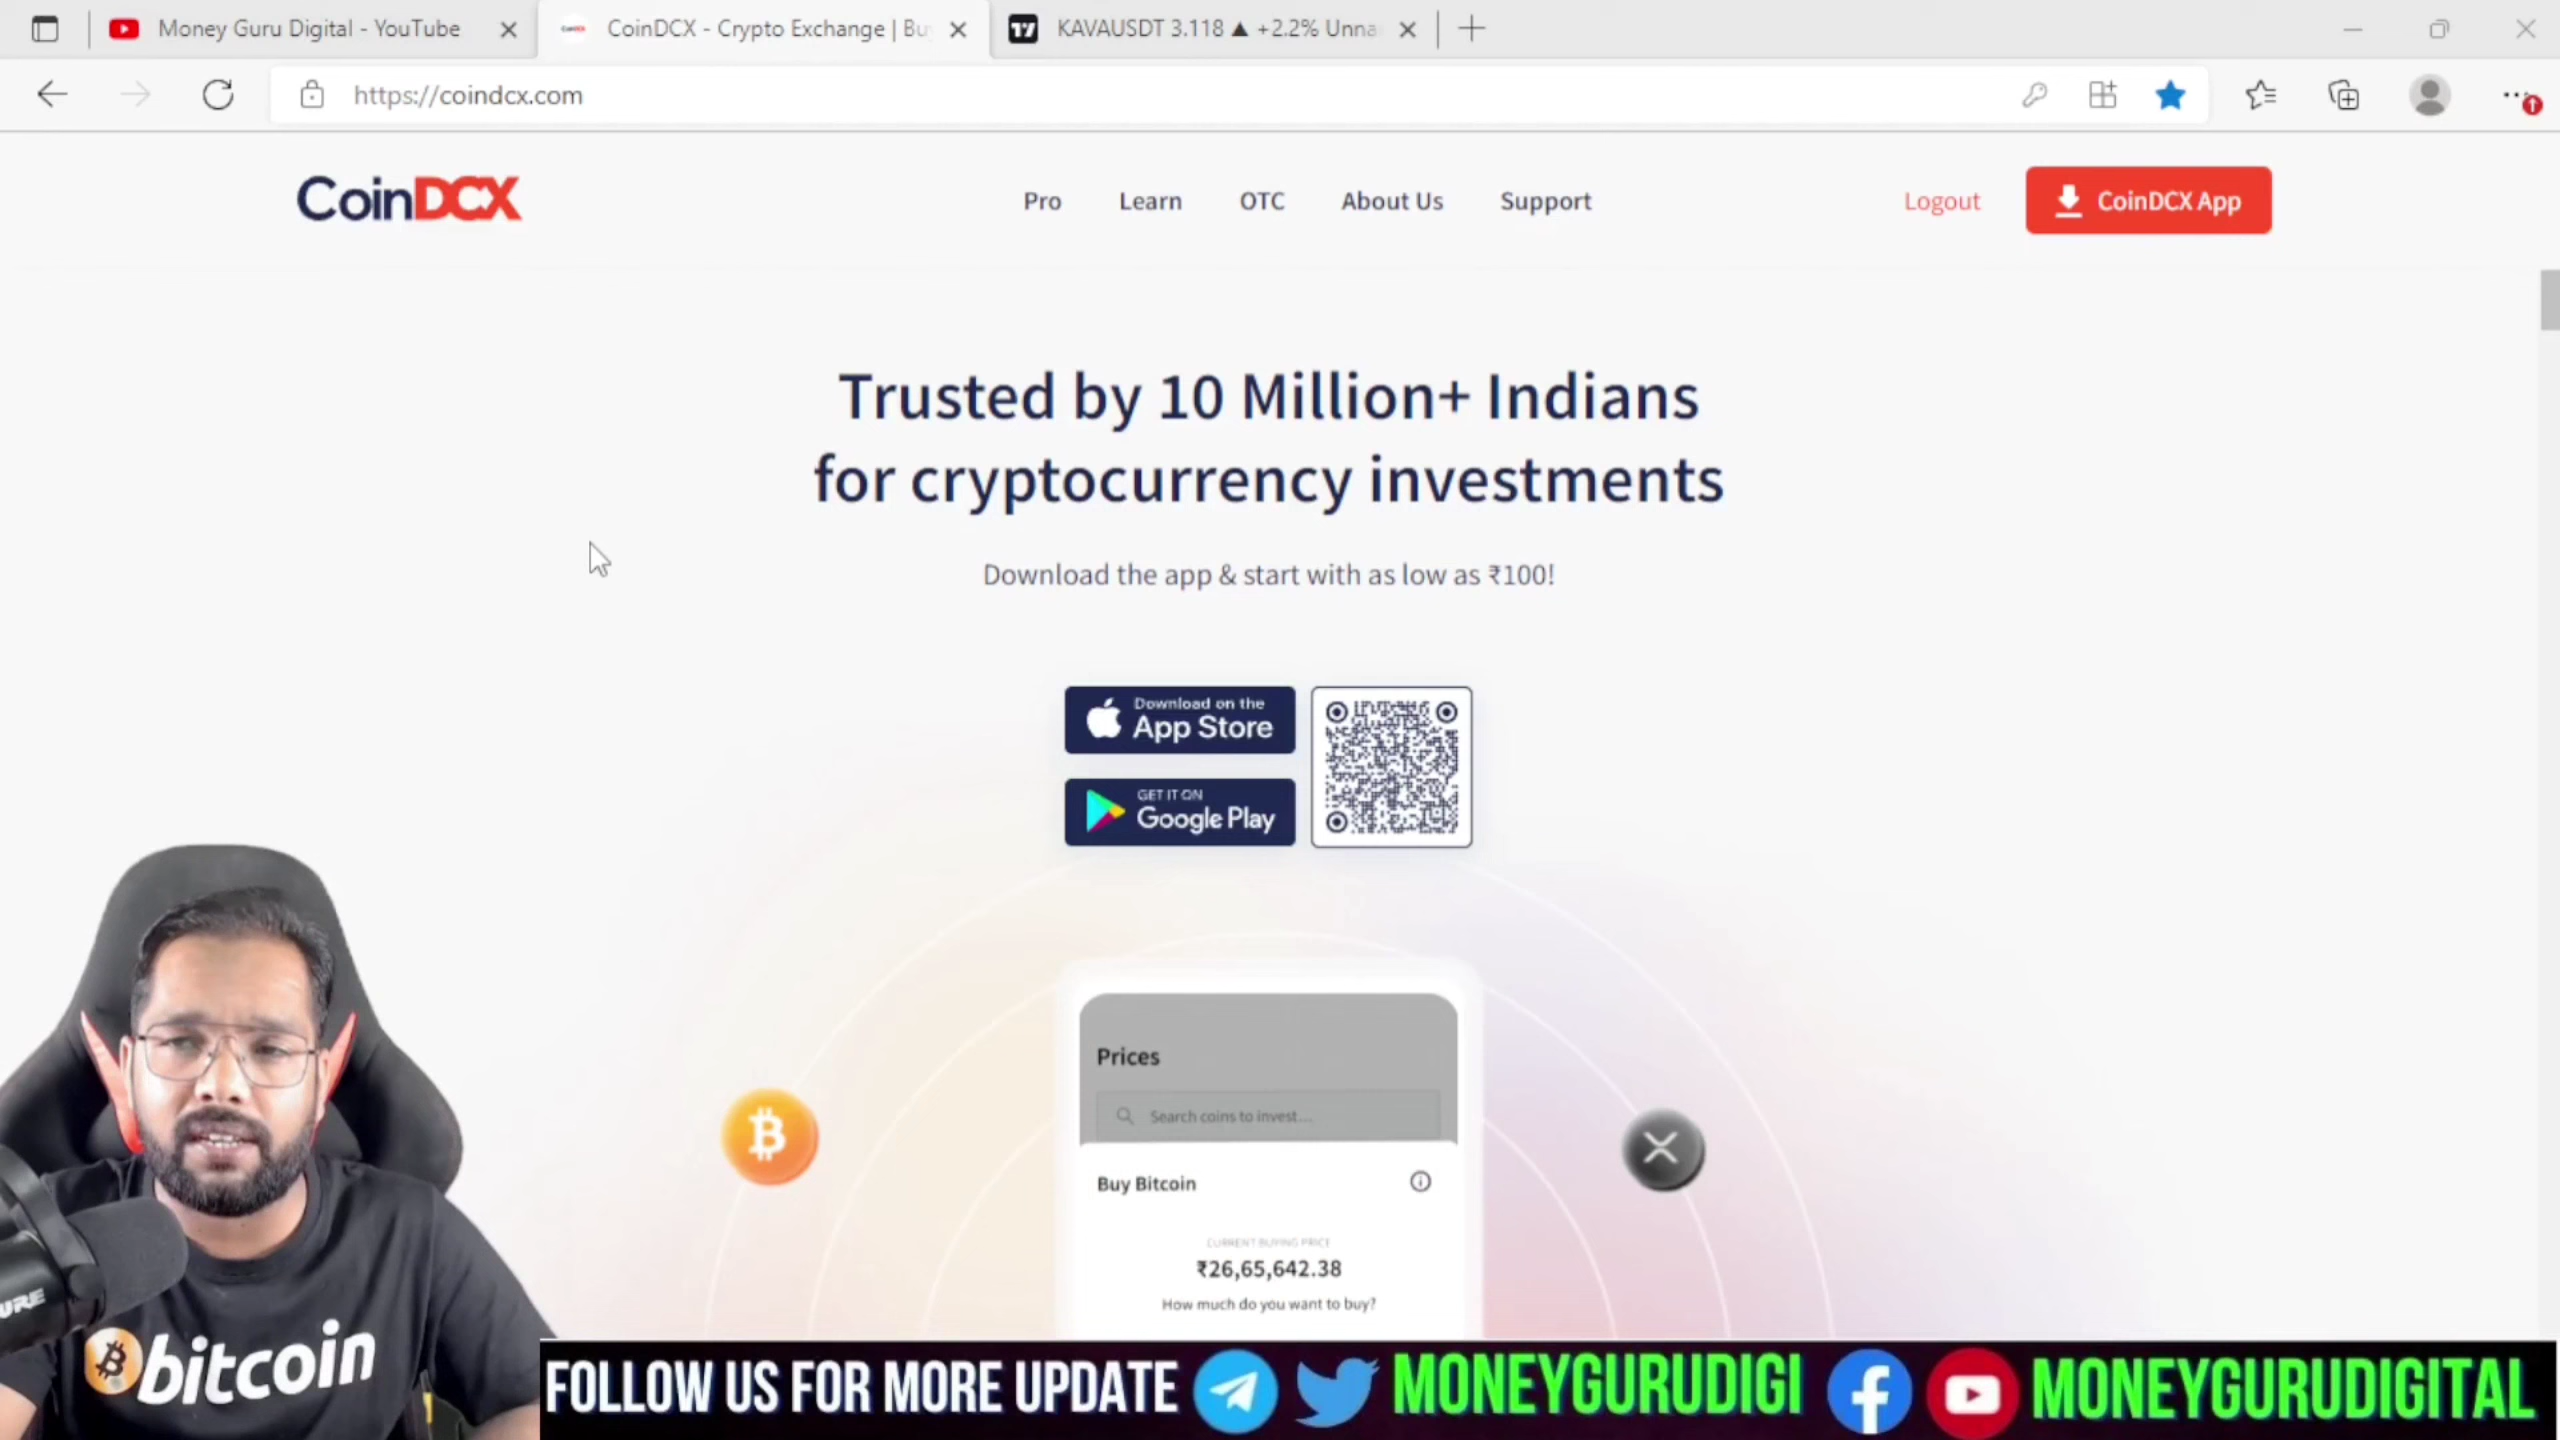 Money Guru Digital - YouTube
CoinDCX - Crypto Exchange | Bu
KAVAUSDT 3.118 ▲ +2.2% Unna
https://coindcx.com
CoinDCX
Pro
Learn
OTC
About Us
Support
Logout
CoinDCX App
Trusted by 10 Million+ Indians
for cryptocurrency investments
Download the app & start with as low as ₹100!
Download on the
App Store
GET IT ON
Google Play
Prices
Search coins to invest...
Buy Bitcoin
CURRENT BUYING PRICE
₹26,65,642.38
How much do you want to buy?
URE
bitcoin
FOLLOW US FOR MORE UPDATE MONEYGURUDIGI MONEYGURUDIGITAL